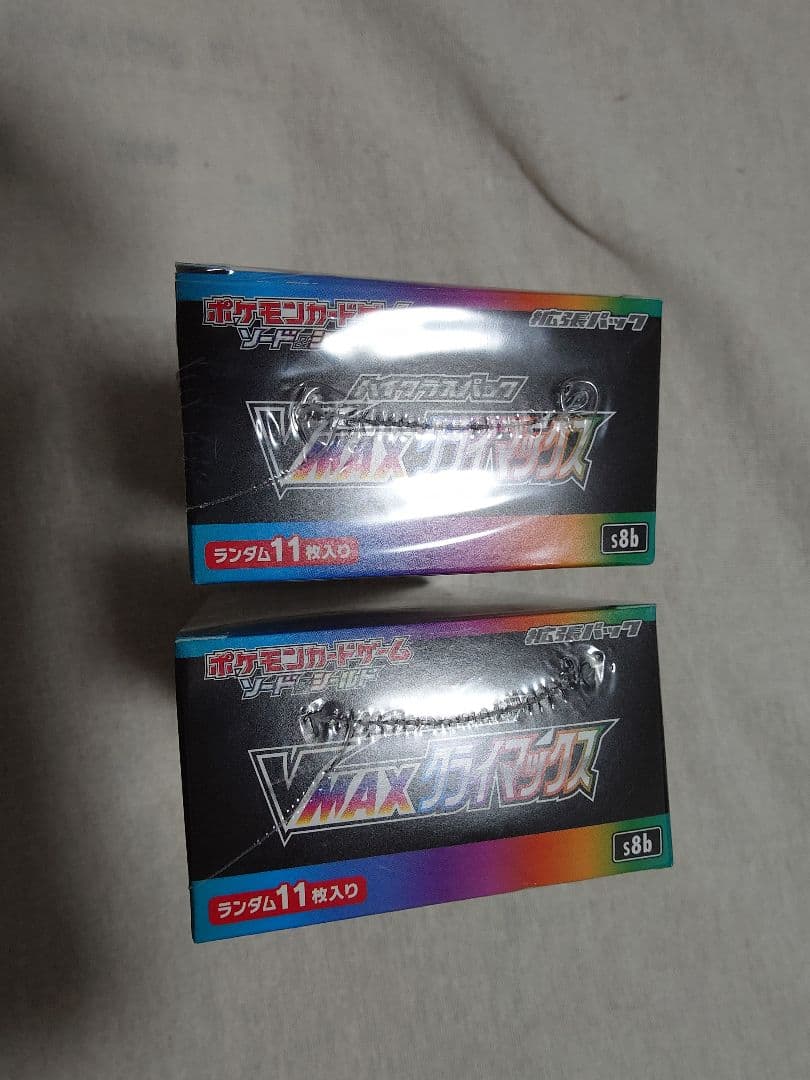 ポケモンカードゲーム
ソード&シールド
拡張パック
ハイクラスパック
VMAXクライマックス
ランダム11枚入り
s8b
ポケモンカードゲーム
ソード&シールド
拡張パック
VMAXクライマックス
ランダム11枚入り
s8b